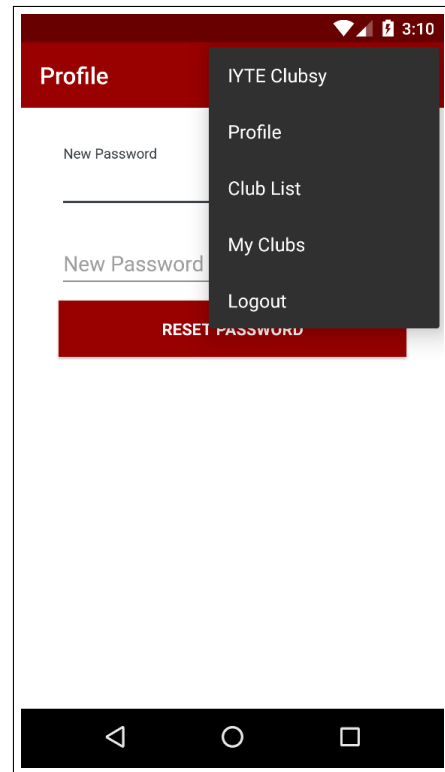 3:10
Profile
IYTE Clubsy
Profile
Club List
My Clubs
Logout
New Password
New Password
RESET PASSWORD